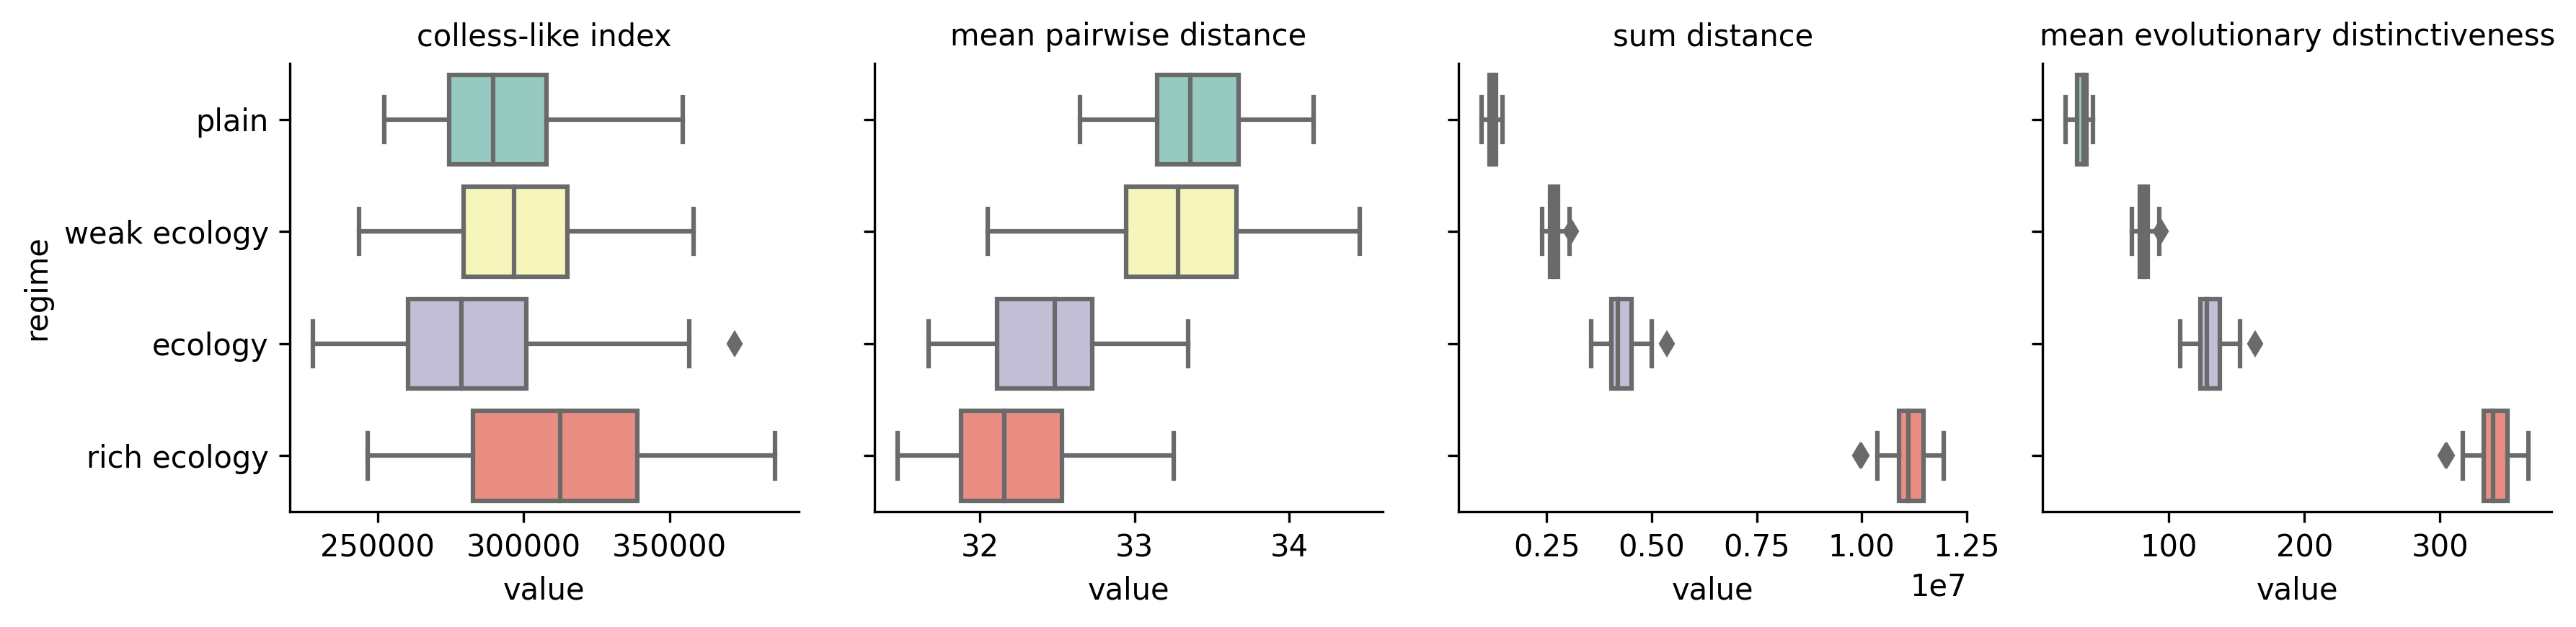 colless-like index
mean pairwise distance
sum distance
mean evolutionary distinctiveness
regime
plain
weak ecology
ecology
rich ecology
250000 300000 350000
value
32 33 34
value
0.25 0.50 0.75 1.00 1.25
1e7
value
100 200 300
value